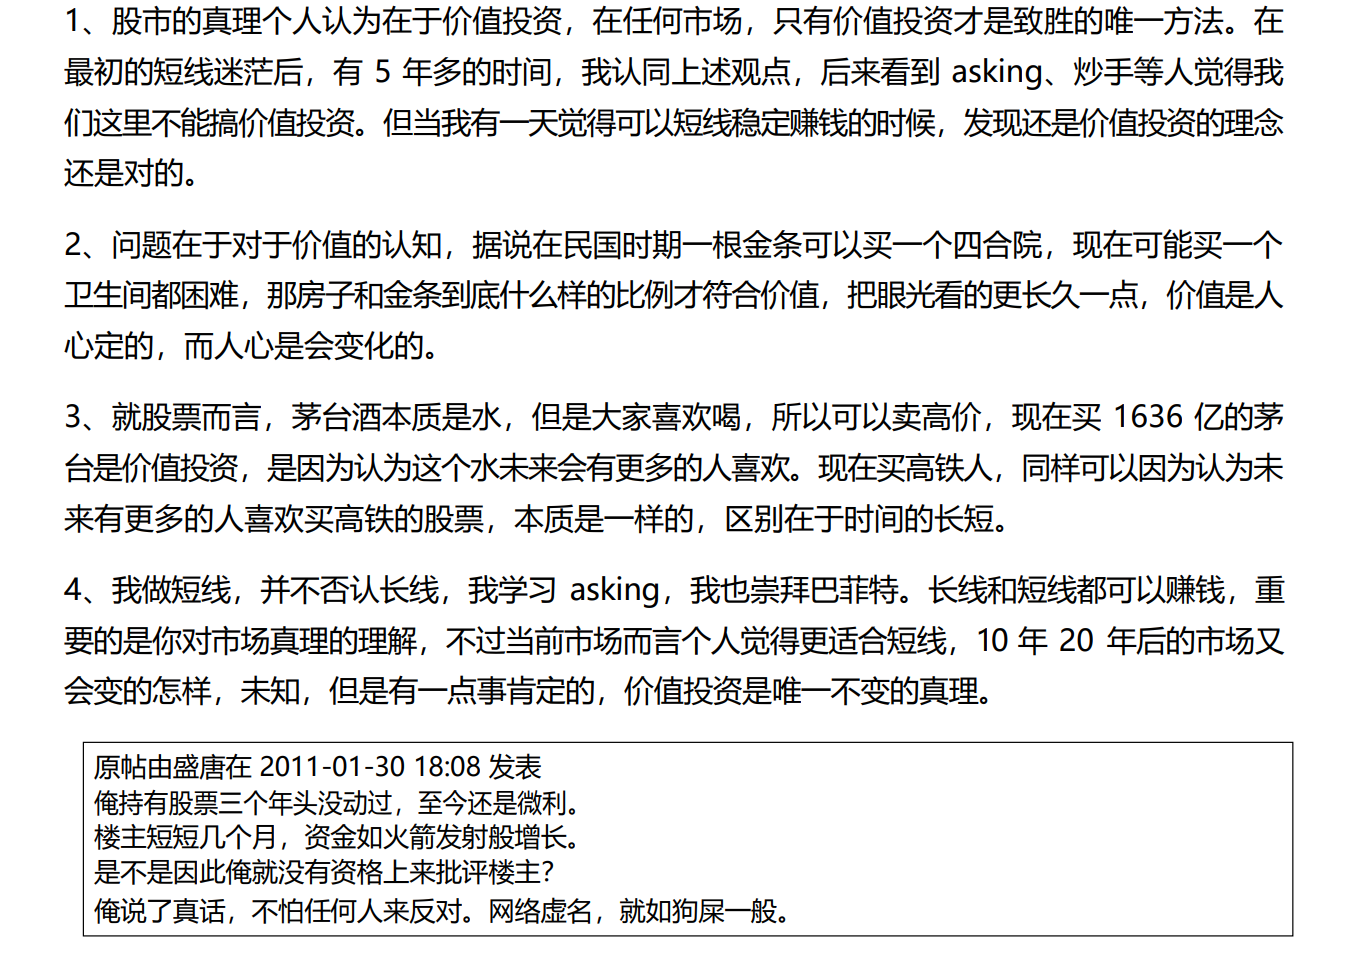 1、股市的真理个人认为在于价值投资，在任何市场，只有价值投资才是致胜的唯一方法。在
最初的短线迷茫后，有 5 年多的时间，我认同上述观点，后来看到 asking、炒手等人觉得我
们这里不能搞价值投资。但当我有一天觉得可以短线稳定赚钱的时候，发现还是价值投资的理念
还是对的。
2、问题在于对于价值的认知，据说在民国时期一根金条可以买一个四合院，现在可能买一个
卫生间都困难，那房子和金条到底什么样的比例才符合价值，把眼光看的更长久一点，价值是人
心定的，而人心是会变化的。
3、就股票而言，茅台酒本质是水，但是大家喜欢喝，所以可以卖高价，现在买 1636 亿的茅
台是价值投资，是因为认为这个水未来会有更多的人喜欢。现在买高铁人，同样可以因为认为未
来有更多的人喜欢买高铁的股票，本质是一样的，区别在于时间的长短。
4、我做短线，并不否认长线，我学习 asking，我也崇拜巴菲特。长线和短线都可以赚钱，重
要的是你对市场真理的理解，不过当前市场而言个人觉得更适合短线，10 年 20 年后的市场又
会变的怎样，未知，但是有一点事肯定的，价值投资是唯一不变的真理。
原帖由盛唐在 2011-01-30 18:08 发表
俺持有股票三个年头没动过，至今还是微利。
楼主短短几个月，资金如火箭发射般增长。
是不是因此俺就没有资格上来批评楼主？
俺说了真话，不怕任何人来反对。网络虚名，就如狗屎一般。